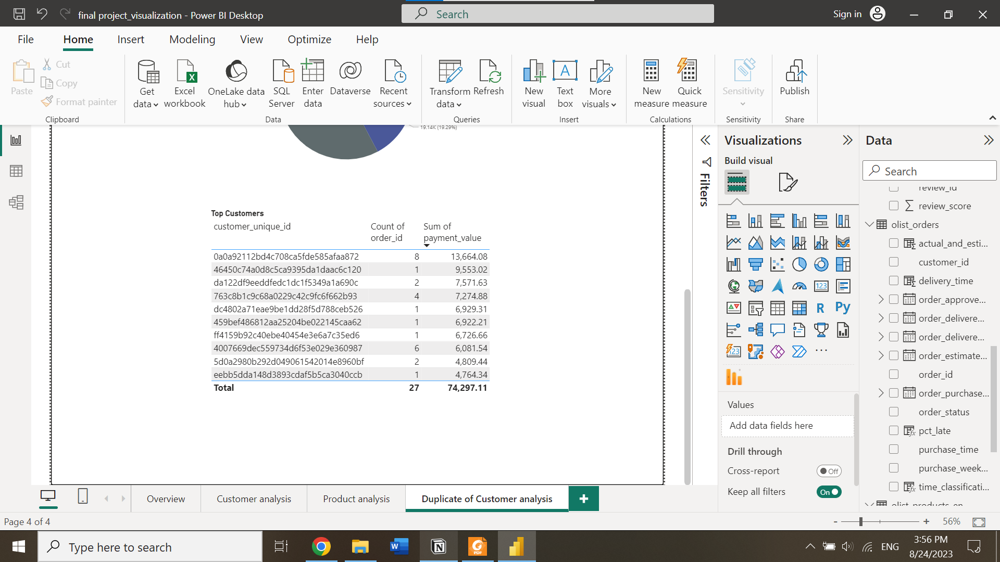 final project_visualization - Power BI Desktop
Search
Sign in
File
Home
Insert
Modeling
View
Optimize
Help
Paste
Cut
Copy
Format painter
Clipboard
Get data
Excel workbook
OneLake data hub
SQL Server
Enter data
Dataverse
Recent sources
Data
Transform data
Refresh
Queries
New visual
A
Text box
More visuals
Insert
New measure
Quick measure
Calculations
Sensitivity
Sensitivity
Publish
Share
19.14K (19.29%)
Top Customers
customer_unique_id Count of order_id Sum of payment_value
0a0a92112bd4c708ca5fde585afaa872 8 13,664.08
46450c74a0d8c5ca9395da1daac6c120 1 9,553.02
da122df9eeddfedc1dc1f5349a1a690c 2 7,571.63
763c8b1c9c68a0229c42c9fc6f662b93 4 7,274.88
dc4802a71eae9be1dd28f5d788ceb526 1 6,929.31
459bef486812aa25204be022145caa62 1 6,922.21
ff4159b92c40ebe40454e3e6a7c35ed6 1 6,726.66
4007669dec559734d6f53e029e360987 6 6,081.54
5d0a2980b292d049061542014e8960bf 2 4,809.44
eebb5dda148d3893cdaf5b5ca3040ccb 1 4,764.34
Total 27 74,297.11
Filters
Visualizations
Build visual
123
R
Py
123
Values
Add data fields here
Drill through
Cross-report
Off
Keep all filters
On
Data
Search
review_id
review_score
olist_orders
actual_and_esti...
customer_id
delivery_time
order_approve...
order_delivere...
order_delivere...
order_estimate...
order_id
order_purchase...
order_status
pct_late
purchase_time
purchase_week...
time_classificati...
olist_products_en
Overview
Customer analysis
Product analysis
Duplicate of Customer analysis
+
Page 4 of 4
- + 56%
Type here to search
W
N
PDF
ENG
3:56 PM
8/24/2023